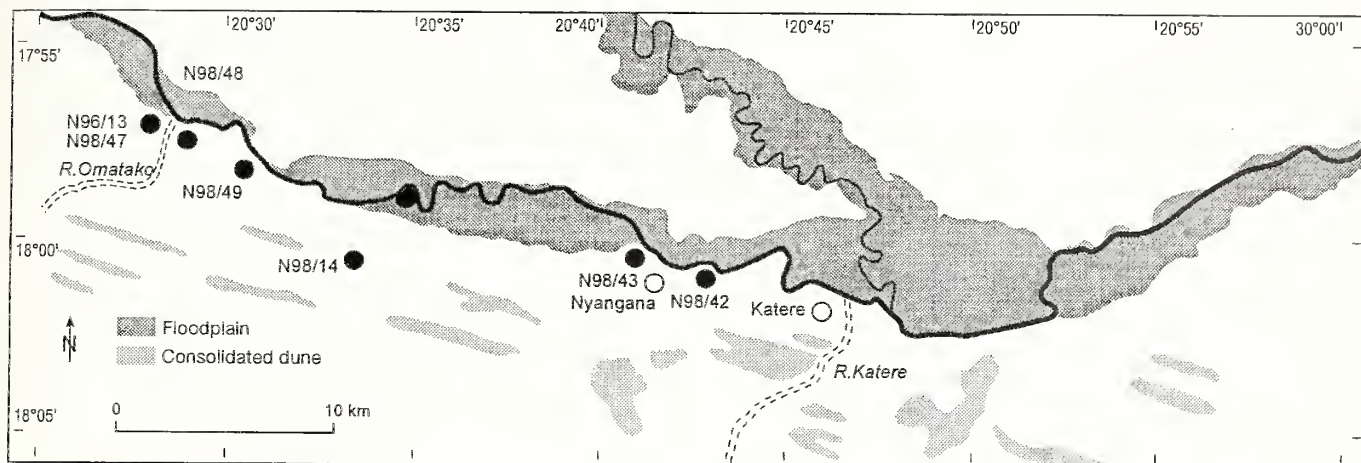 20°30'
20°35'
20°40'
20°45'
20°50'
20°55'
30°00'
17°55'
N98/48
N96/13
N98/47
R.Omatako
N98/49
18°00'
N98/14
N98/43
Nyangana
N98/42
Katere
N
Floodplain
Consolidated dune
R.Katere
0
10 km
18°05'